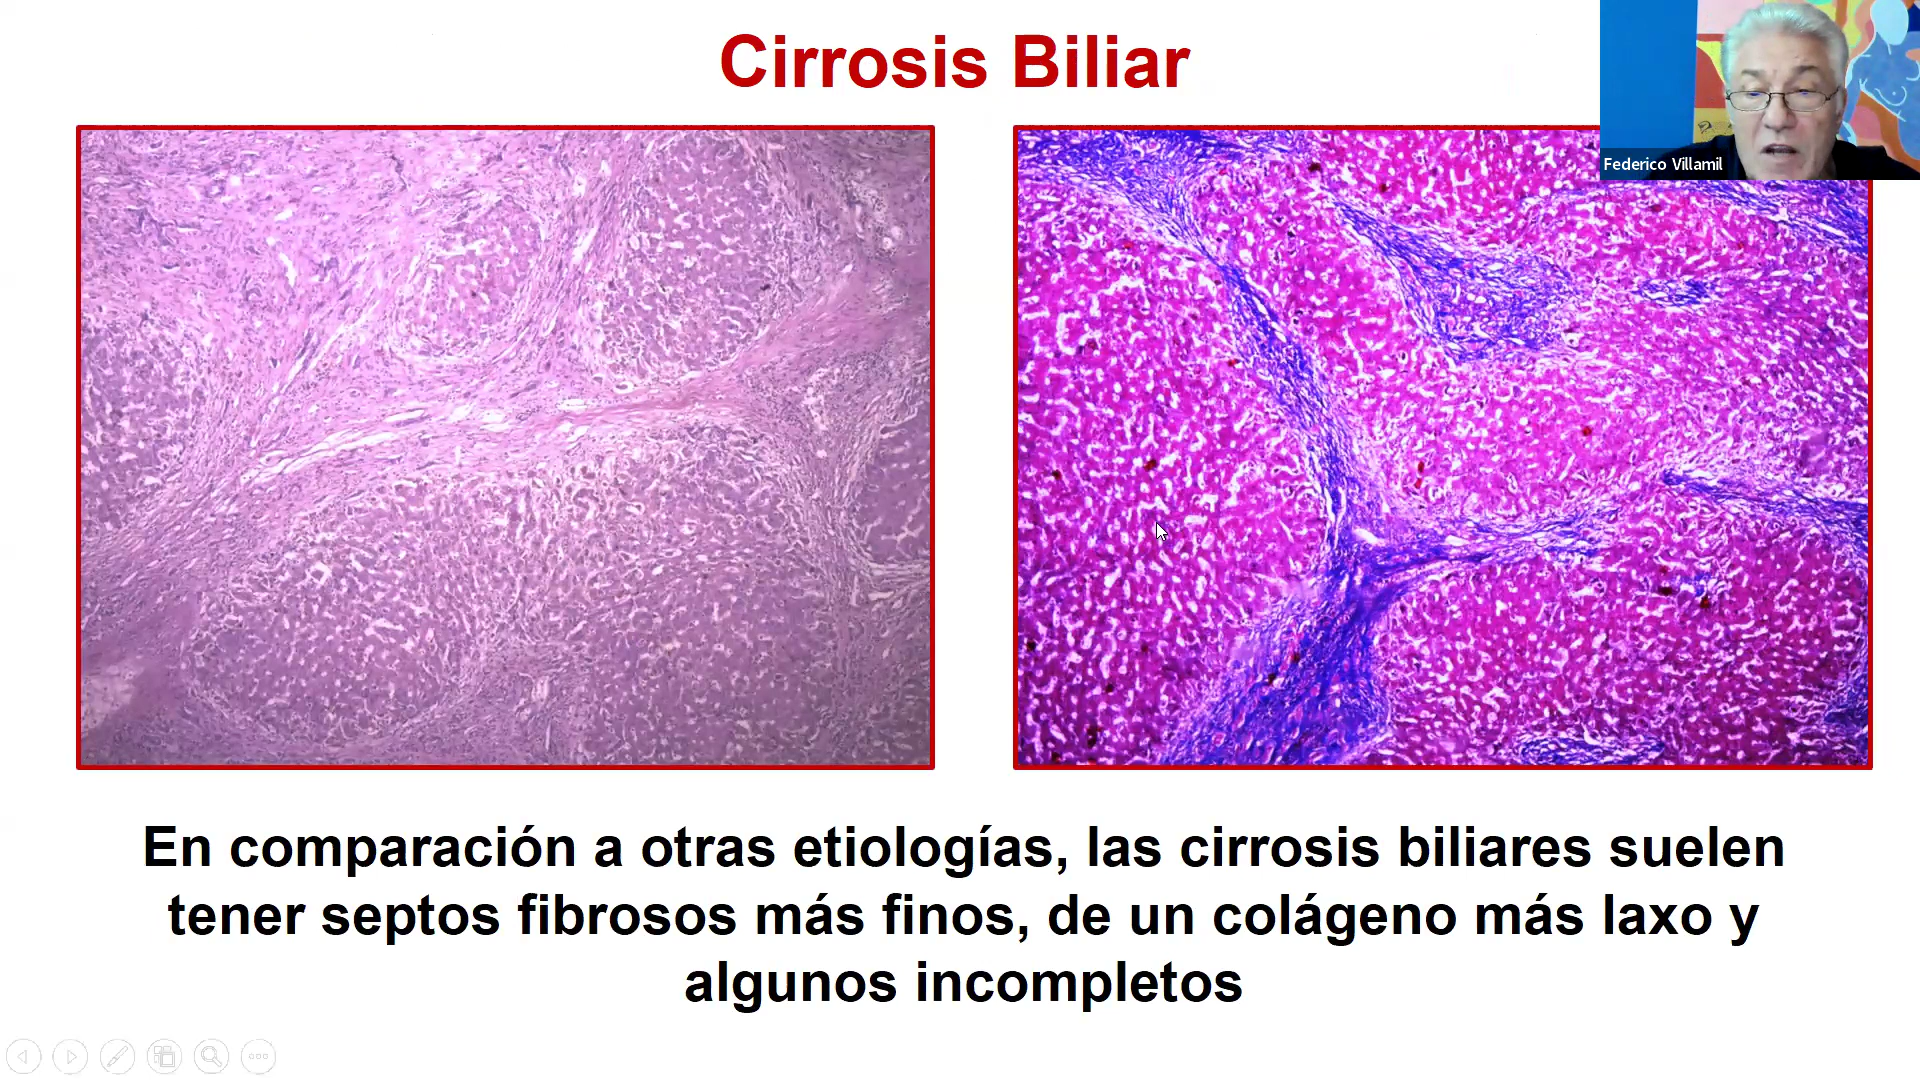 Cirrosis Biliar
Federico Villamil
En comparación a otras etiologías, las cirrosis biliares suelen
tener septos fibrosos más finos, de un colágeno más laxo y
algunos incompletos